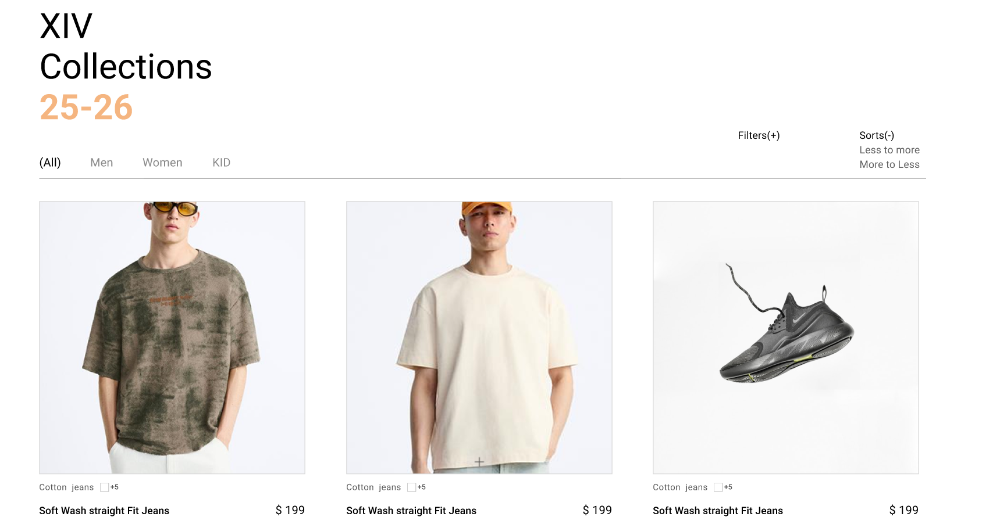 XIV
Collections
25-26
Filters(+)
Sorts(-)
Less to more
More to Less
(All) Men Women KID
Cotton jeans +5
Soft Wash straight Fit Jeans $ 199
Cotton jeans +5
Soft Wash straight Fit Jeans $ 199
Cotton jeans +5
Soft Wash straight Fit Jeans $ 199